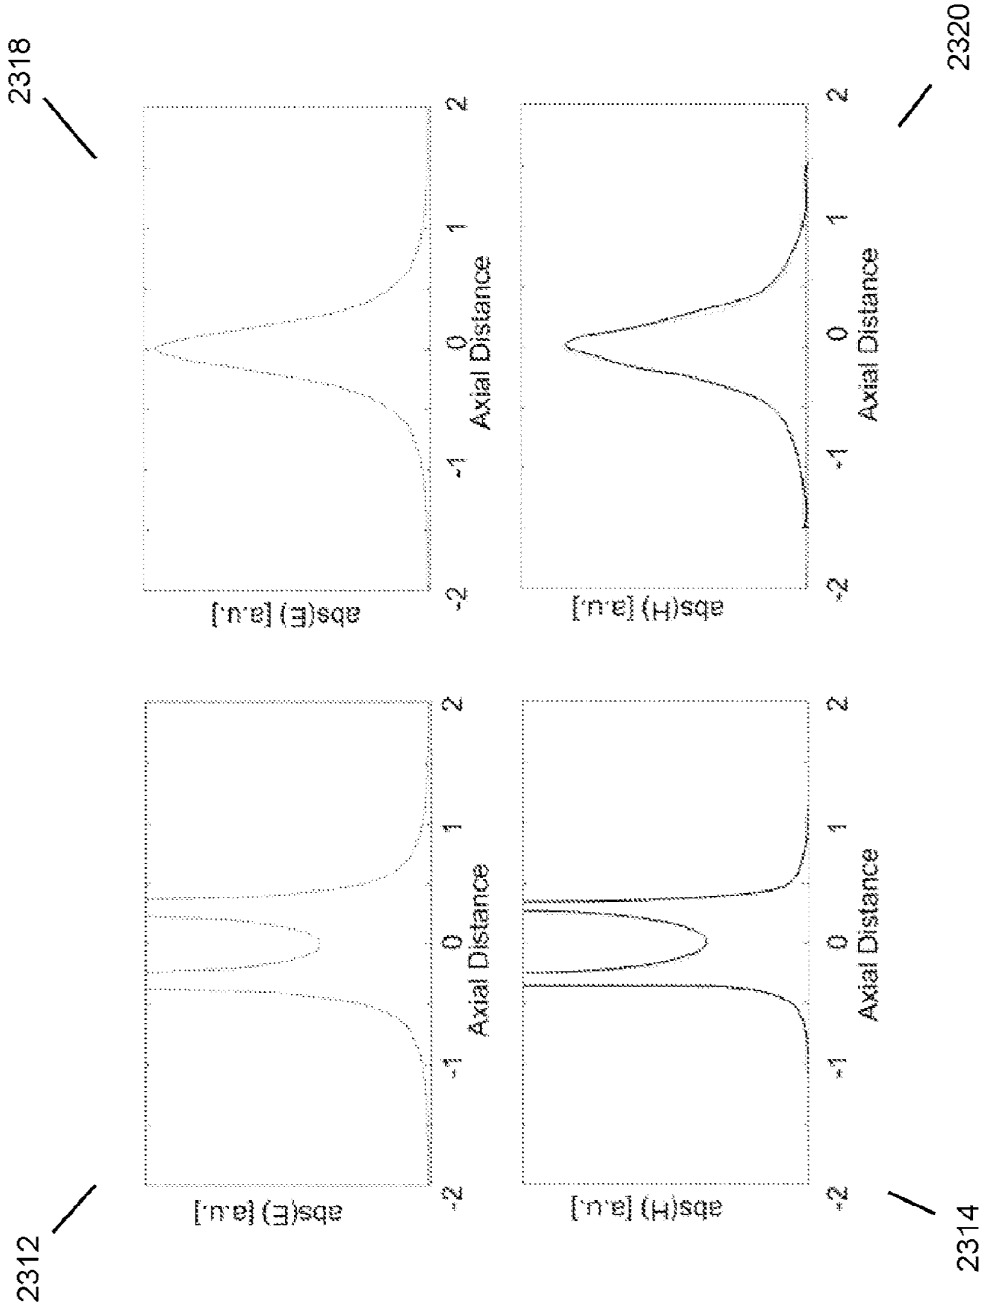 2312
2318
abs(E) [a.u.]
-2 -1 0 1 2
Axial Distance
abs(E) [a.u.]
-2 -1 0 1 2
Axial Distance
abs(H) [a.u.]
-2 -1 0 1 2
Axial Distance
abs(H) [a.u.]
-2 -1 0 1 2
Axial Distance
2314
2320